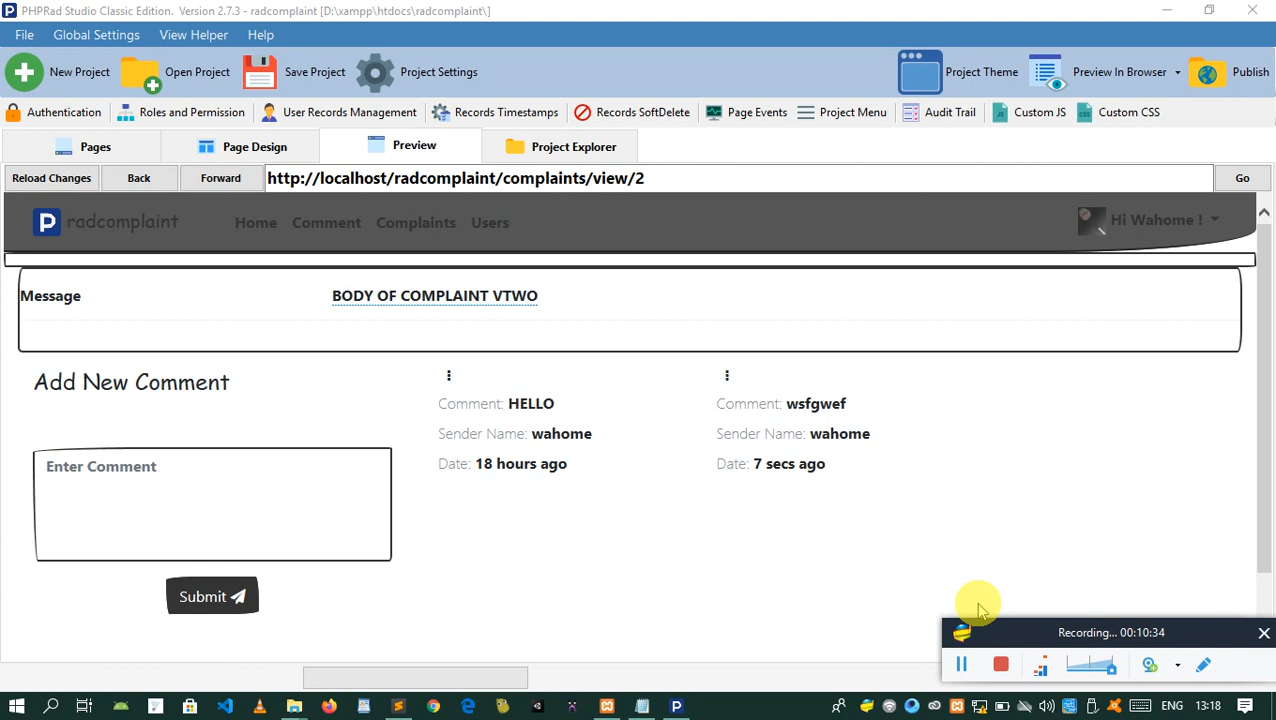 PHPRad Studio Classic Edition. Version 2.7.3 - radcomplaint [D:\xampp\htdocs\radcomplaint\]
File Global Settings View Helper Help
New Project Open Project Save Project Project Settings Project Theme Preview In Browser Publish
Authentication Roles and Permission User Records Management Records Timestamps Records SoftDelete Page Events Project Menu Audit Trail Custom JS Custom CSS
Pages Page Design Preview Project Explorer
Reload Changes Back Forward http://localhost/radcomplaint/complaints/view/2 Go
P radcomplaint Home Comment Complaints Users Hi Wahome !
Message BODY OF COMPLAINT VTWO
Add New Comment
Comment: HELLO Comment: wsfgwef
Sender Name: wahome Sender Name: wahome
Date: 18 hours ago Date: 7 secs ago
Enter Comment
Submit
Recording... 00:10:34
ENG 13:18